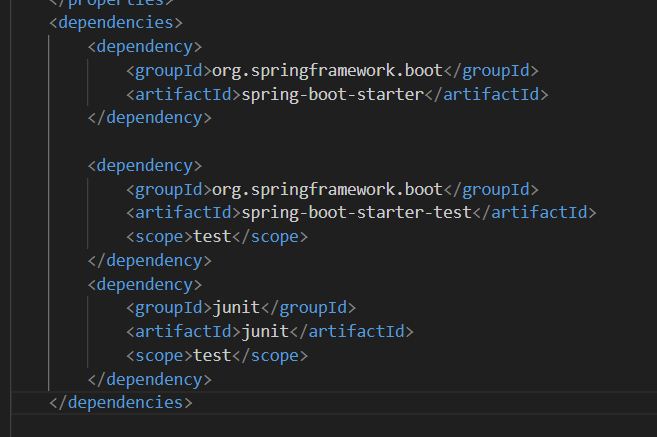 </properties>
<dependencies>
<dependency>
<groupId>org.springframework.boot</groupId>
<artifactId>spring-boot-starter</artifactId>
</dependency>
<dependency>
<groupId>org.springframework.boot</groupId>
<artifactId>spring-boot-starter-test</artifactId>
<scope>test</scope>
</dependency>
<dependency>
<groupId>junit</groupId>
<artifactId>junit</artifactId>
<scope>test</scope>
</dependency>
</dependencies>